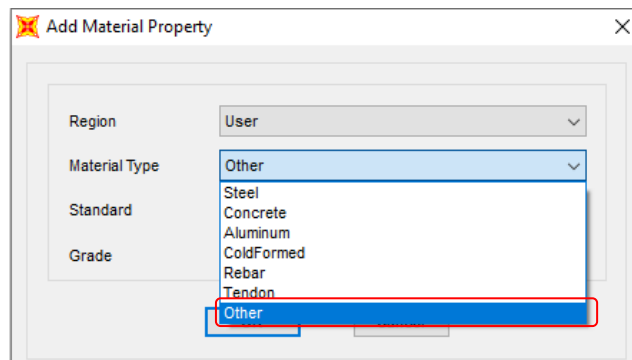 Add Material Property
Region User
Material Type Other
Steel
Standard Concrete
Aluminum
Grade ColdFormed
Rebar
Tendon
Other